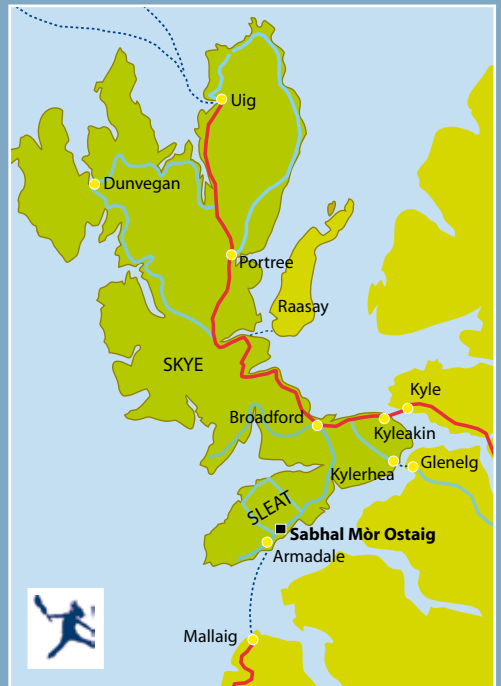 Uig
Dunvegan
Portree
Raasay
SKYE
Kyle
Broadford
Kyleakin
Kylerhea
Glenelg
SLEAT
Sabhal Mòr Ostaig
Armadale
Mallaig